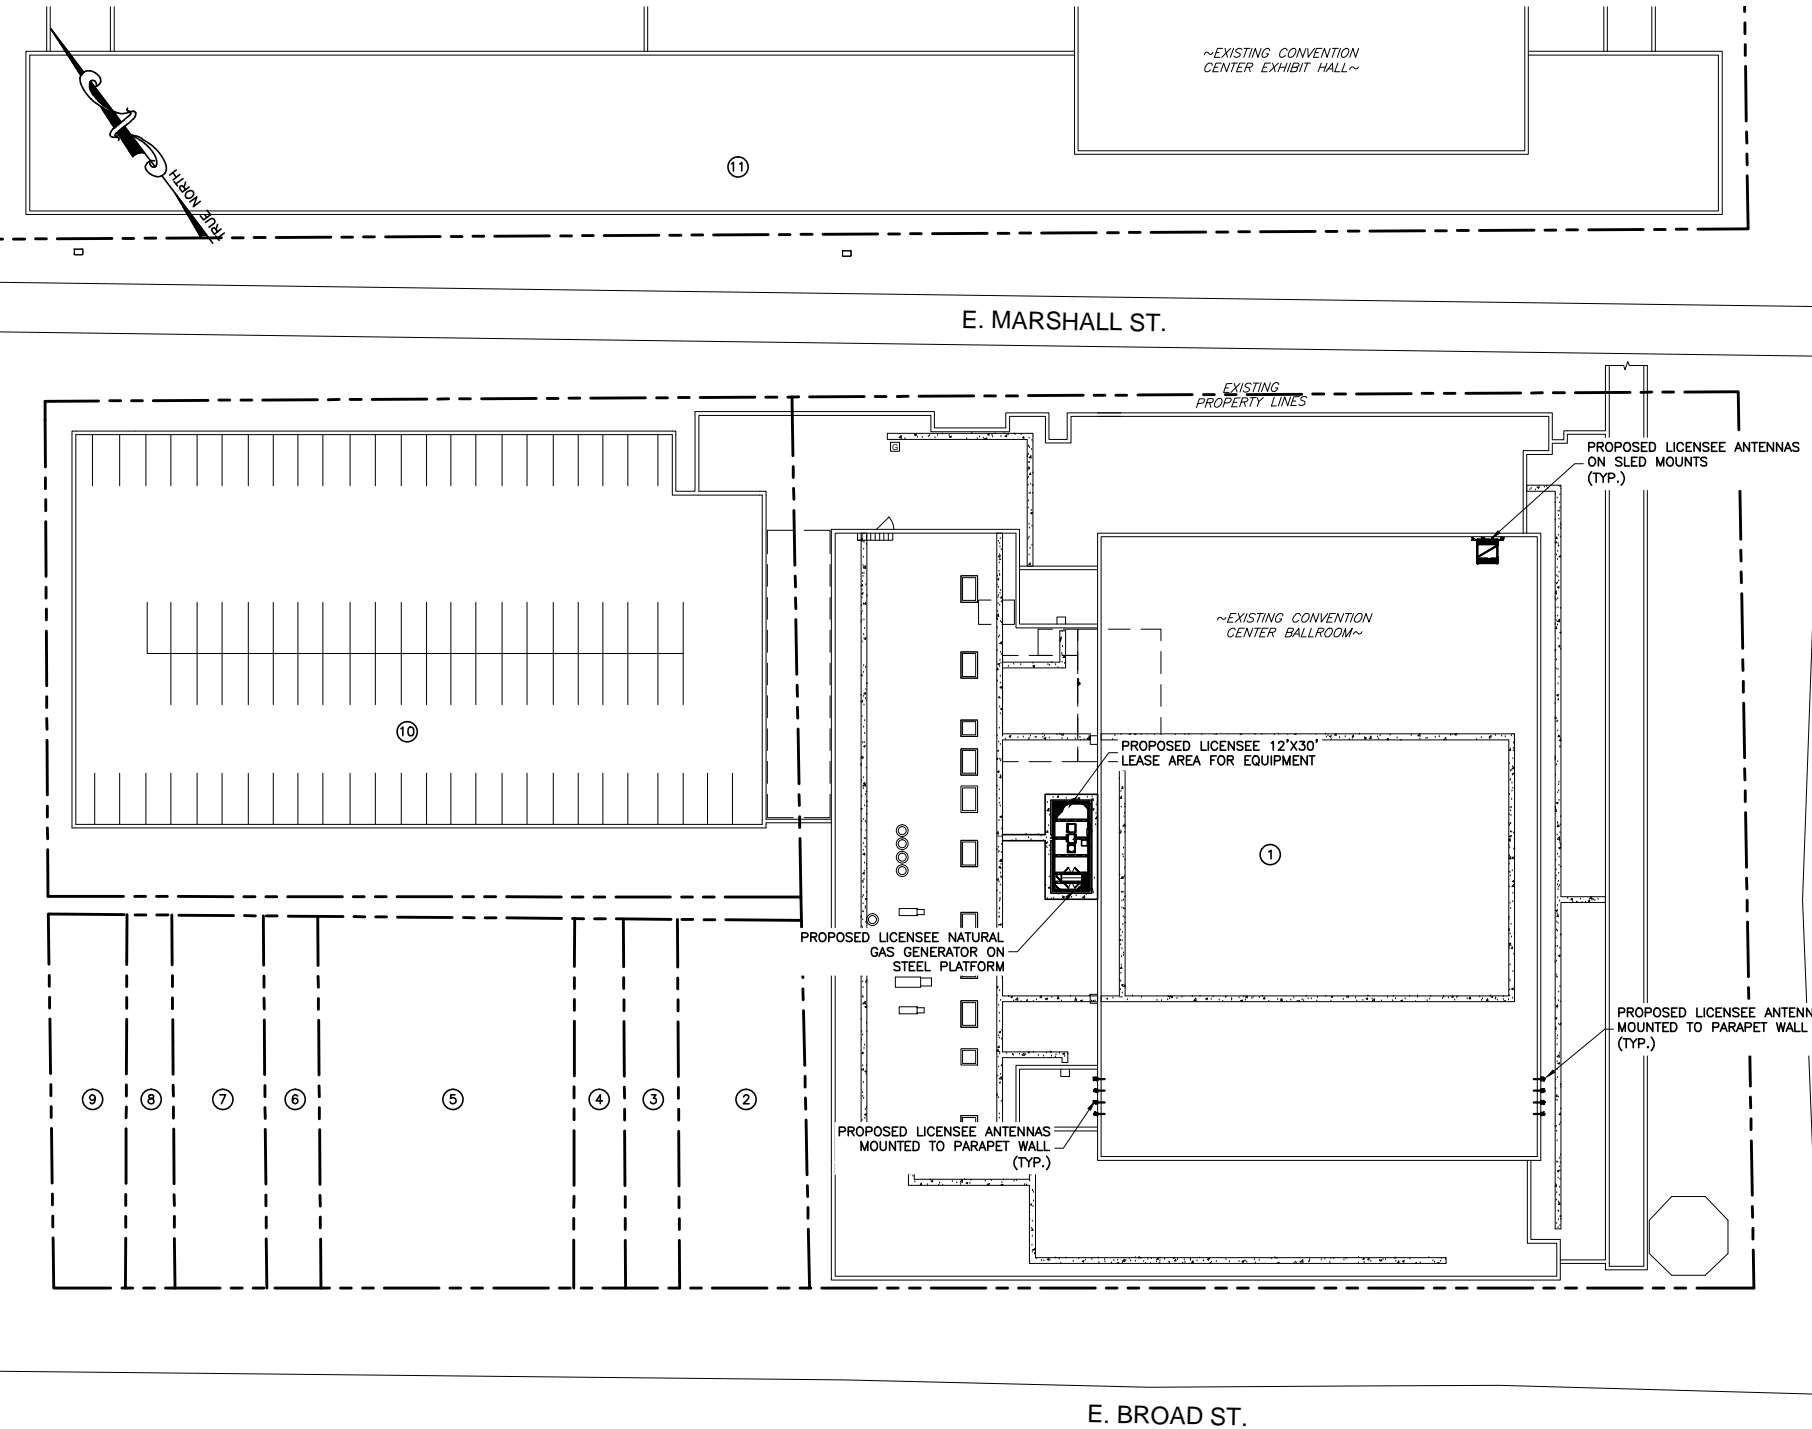 ~EXISTING CONVENTION
CENTER EXHIBIT HALL~
11
TRUE NORTH
E. MARSHALL ST.
EXISTING
PROPERTY LINES
G
PROPOSED LICENSEE ANTENNAS
ON SLED MOUNTS
(TYP.)
~EXISTING CONVENTION
CENTER BALLROOM~
10
PROPOSED LICENSEE 12'X30'
LEASE AREA FOR EQUIPMENT
1
PROPOSED LICENSEE NATURAL
GAS GENERATOR ON
STEEL PLATFORM
PROPOSED LICENSEE ANTENN
MOUNTED TO PARAPET WALL
(TYP.)
9
8
7
6
5
4
3
2
PROPOSED LICENSEE ANTENNAS
MOUNTED TO PARAPET WALL
(TYP.)
E. BROAD ST.